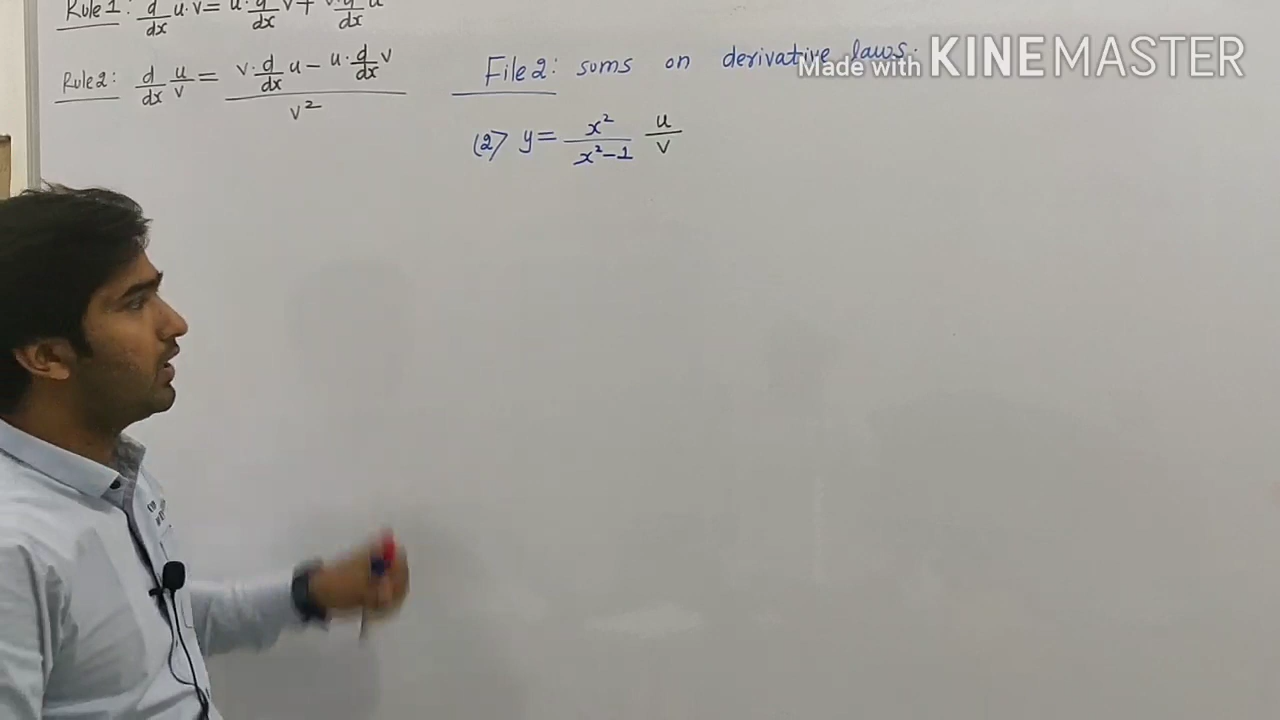 Rule 1: d/dx u·v = u·d/dx v + v·d/dx u
Rule 2: d/dx u/v = (v·d/dx u − u·d/dx v)/v²
File 2: sums on derivative laws.
Made with KINEMASTER
(2) y = x²/(x²−1) u/v